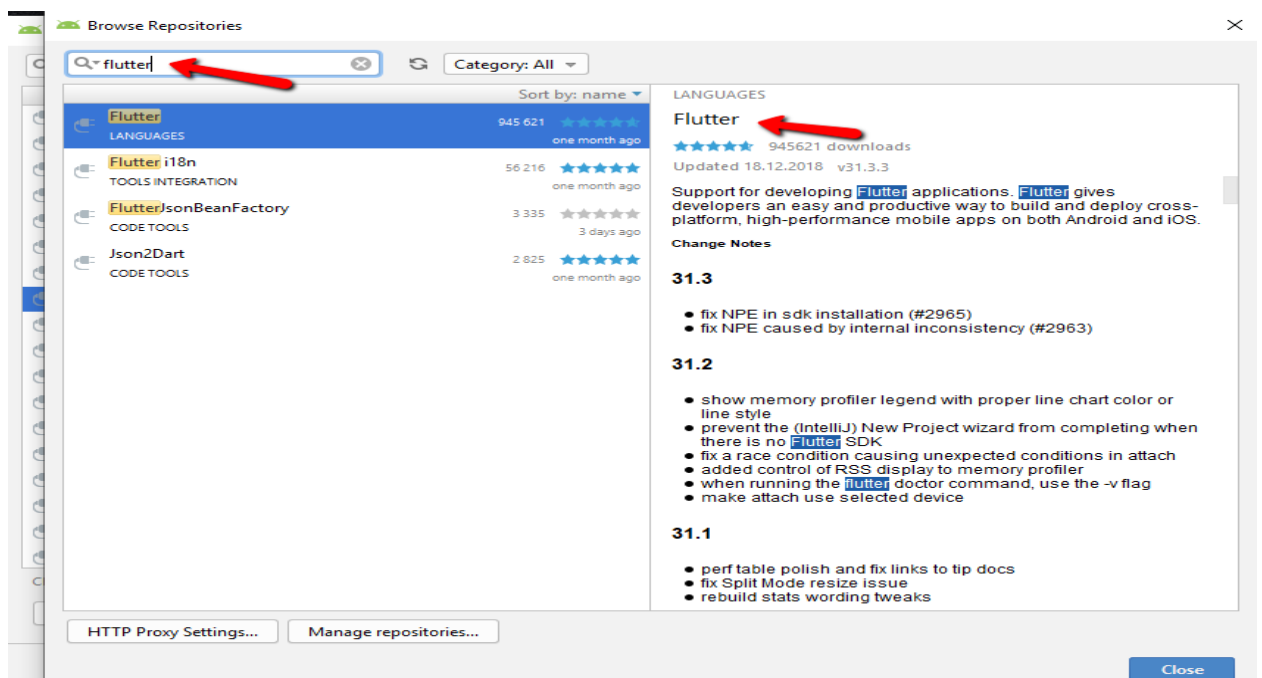 Browse Repositories
flutter
Category: All
Sort by: name
Flutter
945 621
LANGUAGES
one month ago
Flutter i18n
56 216
TOOLS INTEGRATION
one month ago
FlutterJsonBeanFactory
3 335
CODE TOOLS
3 days ago
Json2Dart
2 825
CODE TOOLS
one month ago
LANGUAGES
Flutter
945621 downloads
Updated 18.12.2018 v31.3.3
Support for developing Flutter applications. Flutter gives
developers an easy and productive way to build and deploy cross-
platform, high-performance mobile apps on both Android and iOS.
Change Notes
31.3
● fix NPE in sdk installation (#2965)
● fix NPE caused by internal inconsistency (#2963)
31.2
● show memory profiler legend with proper line chart color or
line style
● prevent the (IntelliJ) New Project wizard from completing when
there is no Flutter SDK
● fix a race condition causing unexpected conditions in attach
● added control of RSS display to memory profiler
● when running the flutter doctor command, use the -v flag
● make attach use selected device
31.1
● perf table polish and fix links to tip docs
● fix Split Mode resize issue
● rebuild stats wording tweaks
HTTP Proxy Settings...
Manage repositories...
Close